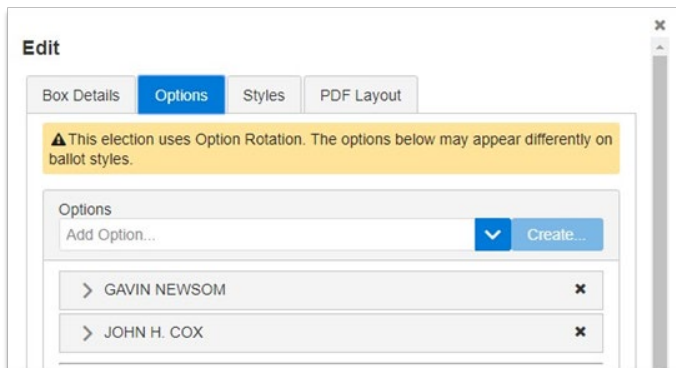 Edit
Box Details Options Styles PDF Layout
This election uses Option Rotation. The options below may appear differently on
ballot styles.
Options
Add Option... Create...
GAVIN NEWSOM
JOHN H. COX